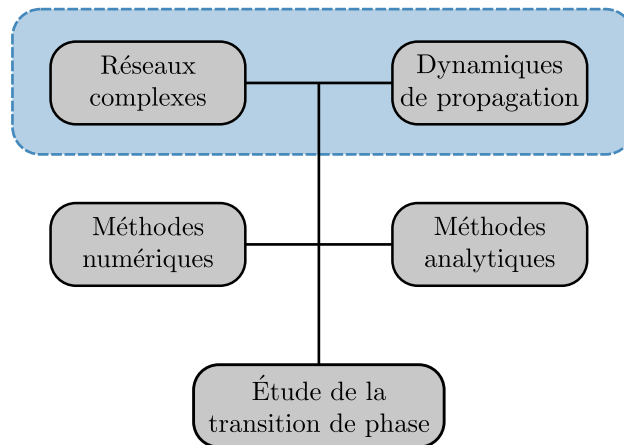 Réseaux
complexes
Dynamiques
de propagation
Méthodes
numériques
Méthodes
analytiques
Étude de la
transition de phase